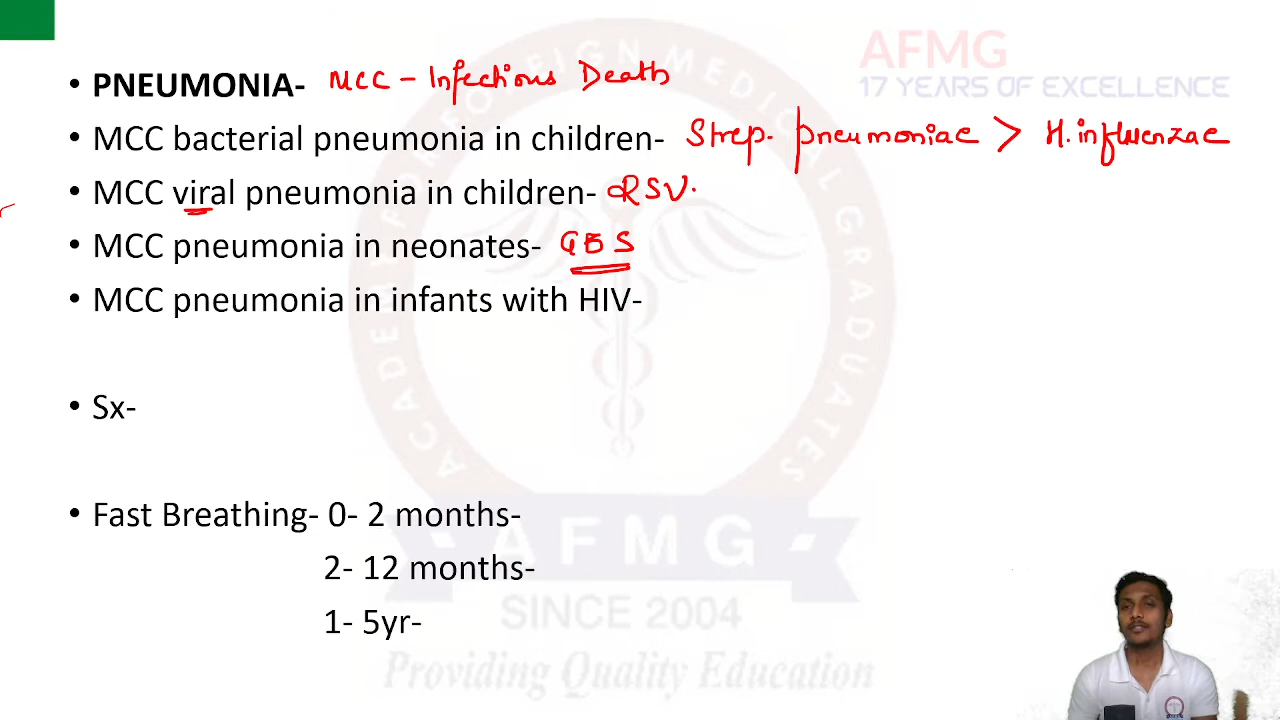 AFMG
17 YEARS OF EXCELLENCE
• PNEUMONIA- MCC - Infectious Death
• MCC bacterial pneumonia in children- Strep. pneumoniae > H. influenzae
• MCC viral pneumonia in children- RSV.
• MCC pneumonia in neonates- GBS
• MCC pneumonia in infants with HIV-
• Sx-
• Fast Breathing- 0- 2 months-
2- 12 months-
1- 5yr-
ACADEMY FOR FOREIGN MEDICAL GRADUATES
AFMG
SINCE 2004
Providing Quality Education